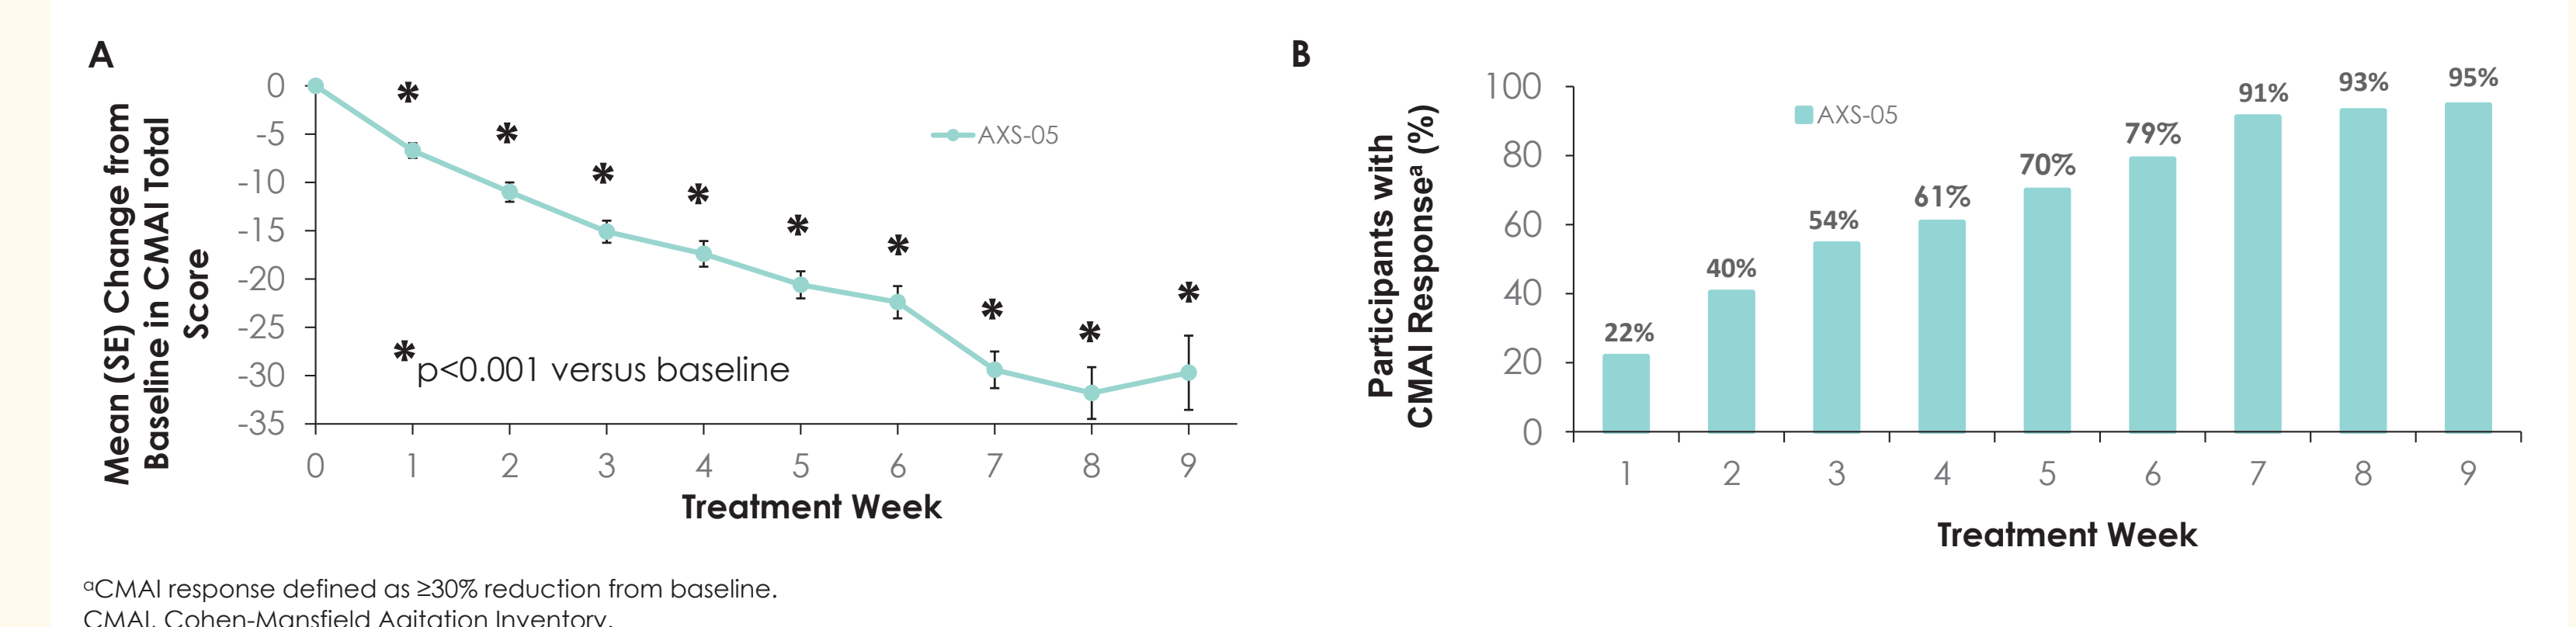 A
Mean (SE) Change from
Baseline in CMAI Total
Score
0
-5
-10
-15
-20
-25
-30
-35
*
*
*
*
*
*
*
*
*
AXS-05
*p<0.001 versus baseline
0 1 2 3 4 5 6 7 8 9
Treatment Week
B
Participants with
CMAI Responseᵃ (%)
100
80
60
40
20
0
AXS-05
22%
40%
54%
61%
70%
79%
91%
93%
95%
1 2 3 4 5 6 7 8 9
Treatment Week
ᵃCMAI response defined as ≥30% reduction from baseline.
CMAI, Cohen-Mansfield Agitation Inventory.